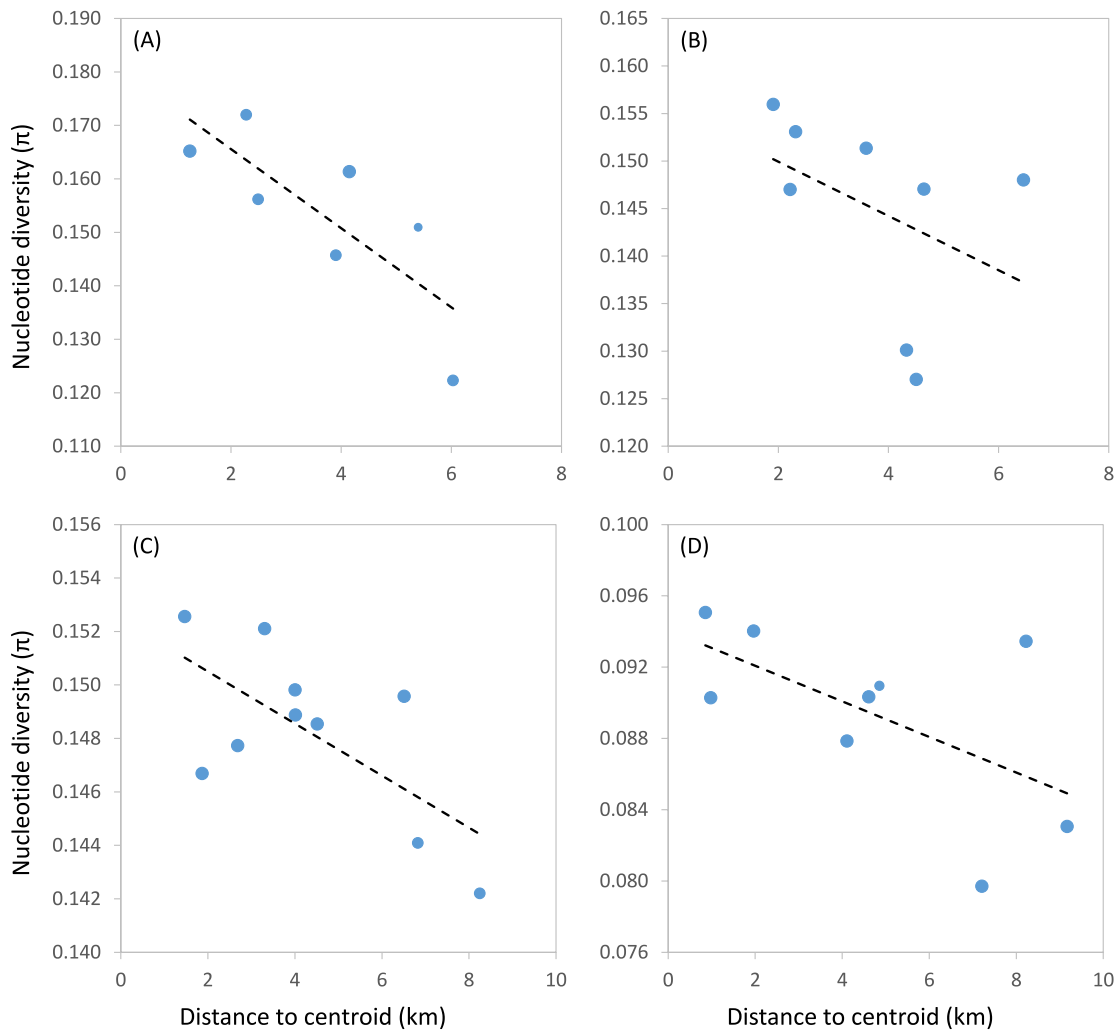 (A)
0.190
0.180
0.170
0.160
0.150
0.140
0.130
0.120
0.110
0 2 4 6 8
Nucleotide diversity (π)
(B)
0.165
0.160
0.155
0.150
0.145
0.140
0.135
0.130
0.125
0.120
0 2 4 6 8
(C)
0.156
0.154
0.152
0.150
0.148
0.146
0.144
0.142
0.140
0 2 4 6 8 10
Nucleotide diversity (π)
Distance to centroid (km)
(D)
0.100
0.096
0.092
0.088
0.084
0.080
0.076
0 2 4 6 8 10
Distance to centroid (km)